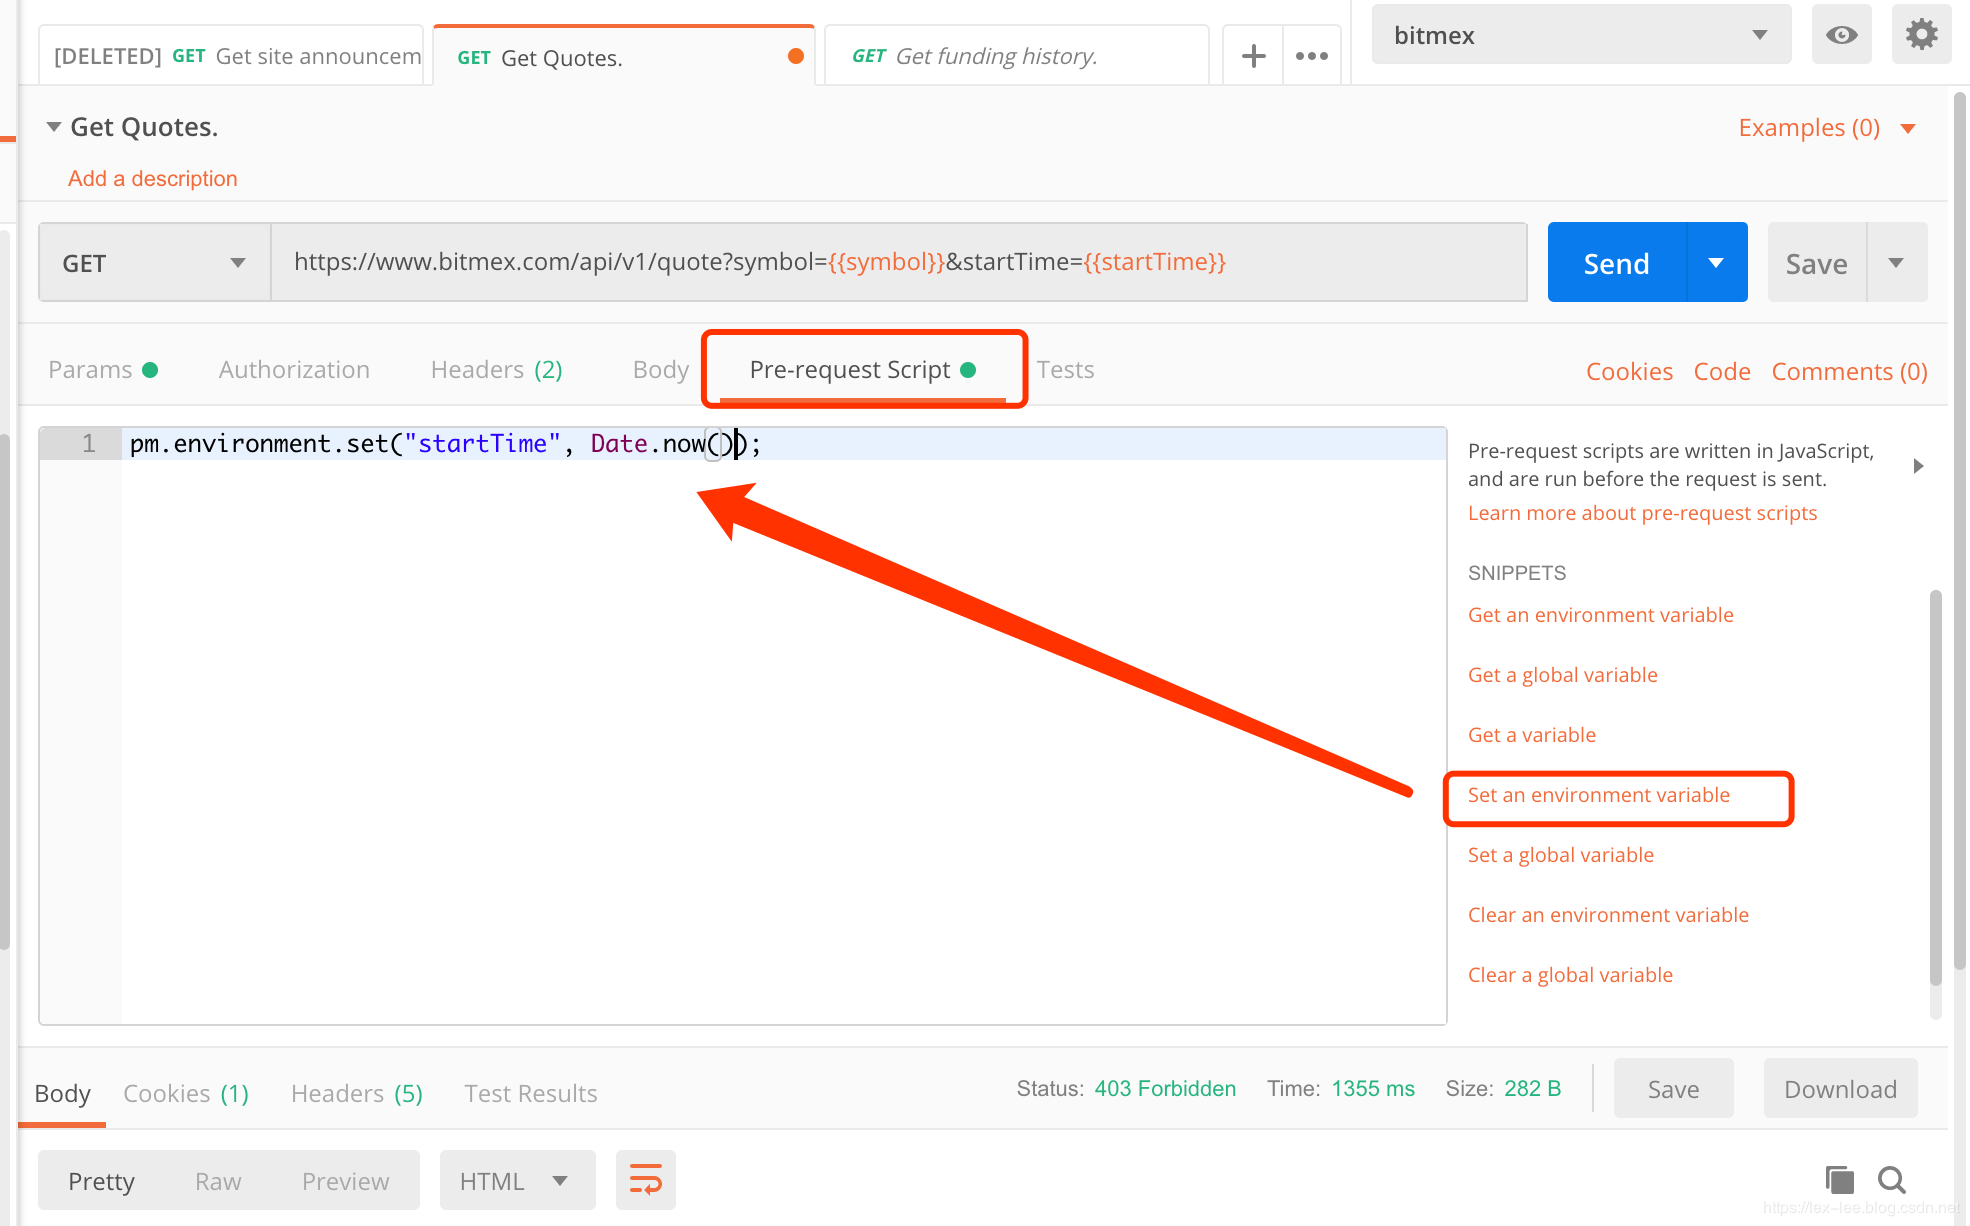 [DELETED] GET Get site announcem
GET Get Quotes.
GET Get funding history.
bitmex
Get Quotes.
Examples (0)
Add a description
GET
https://www.bitmex.com/api/v1/quote?symbol={{symbol}}&startTime={{startTime}}
Send
Save
Params
Authorization
Headers (2)
Body
Pre-request Script
Tests
Cookies
Code
Comments (0)
1
pm.environment.set("startTime", Date.now());
Pre-request scripts are written in JavaScript,
and are run before the request is sent.
Learn more about pre-request scripts
SNIPPETS
Get an environment variable
Get a global variable
Get a variable
Set an environment variable
Set a global variable
Clear an environment variable
Clear a global variable
Body
Cookies (1)
Headers (5)
Test Results
Status: 403 Forbidden
Time: 1355 ms
Size: 282 B
Save
Download
Pretty
Raw
Preview
HTML
https://lex-lee.blog.csdn.net